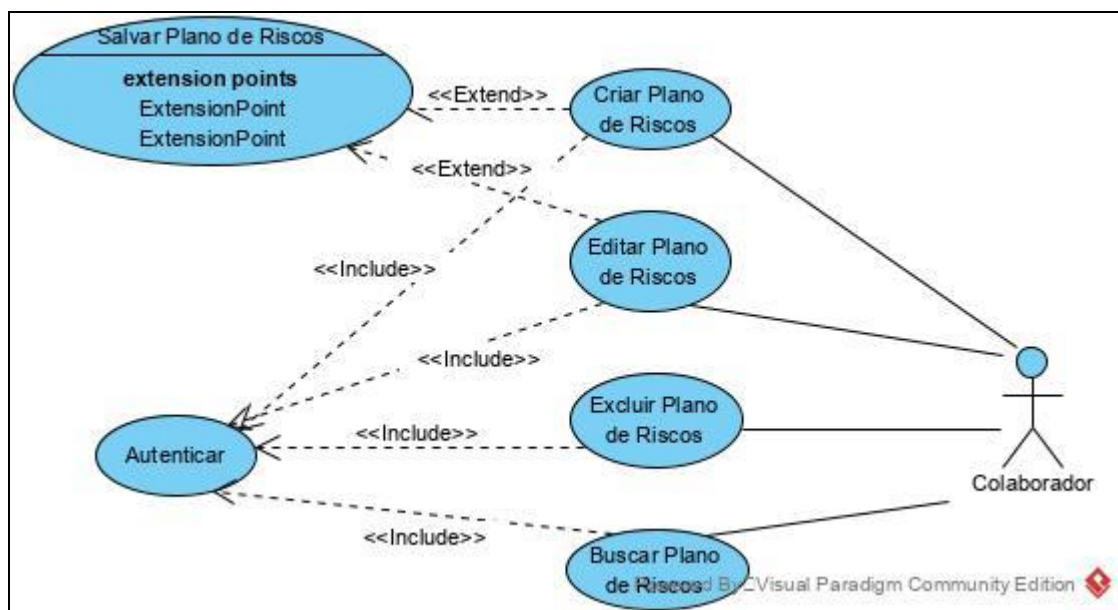 Salvar Plano de Riscos
extension points
ExtensionPoint
ExtensionPoint
<<Extend>>
Criar Plano
de Riscos
<<Extend>>
Editar Plano
de Riscos
<<Include>>
<<Include>>
Excluir Plano
de Riscos
<<Include>>
Autenticar
Colaborador
<<Include>>
Buscar Plano
de Riscos
By Visual Paradigm Community Edition